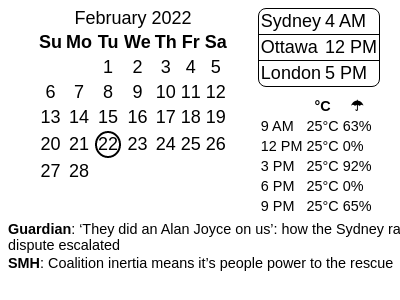 February 2022
Su Mo Tu We Th Fr Sa
1 2 3 4 5
6 7 8 9 10 11 12
13 14 15 16 17 18 19
20 21 22 23 24 25 26
27 28
Sydney 4 AM
Ottawa 12 PM
London 5 PM
°C ☂
9 AM 25°C 63%
12 PM 25°C 0%
3 PM 25°C 92%
6 PM 25°C 0%
9 PM 25°C 65%
Guardian: ‘They did an Alan Joyce on us’: how the Sydney ra
dispute escalated
SMH: Coalition inertia means it’s people power to the rescue